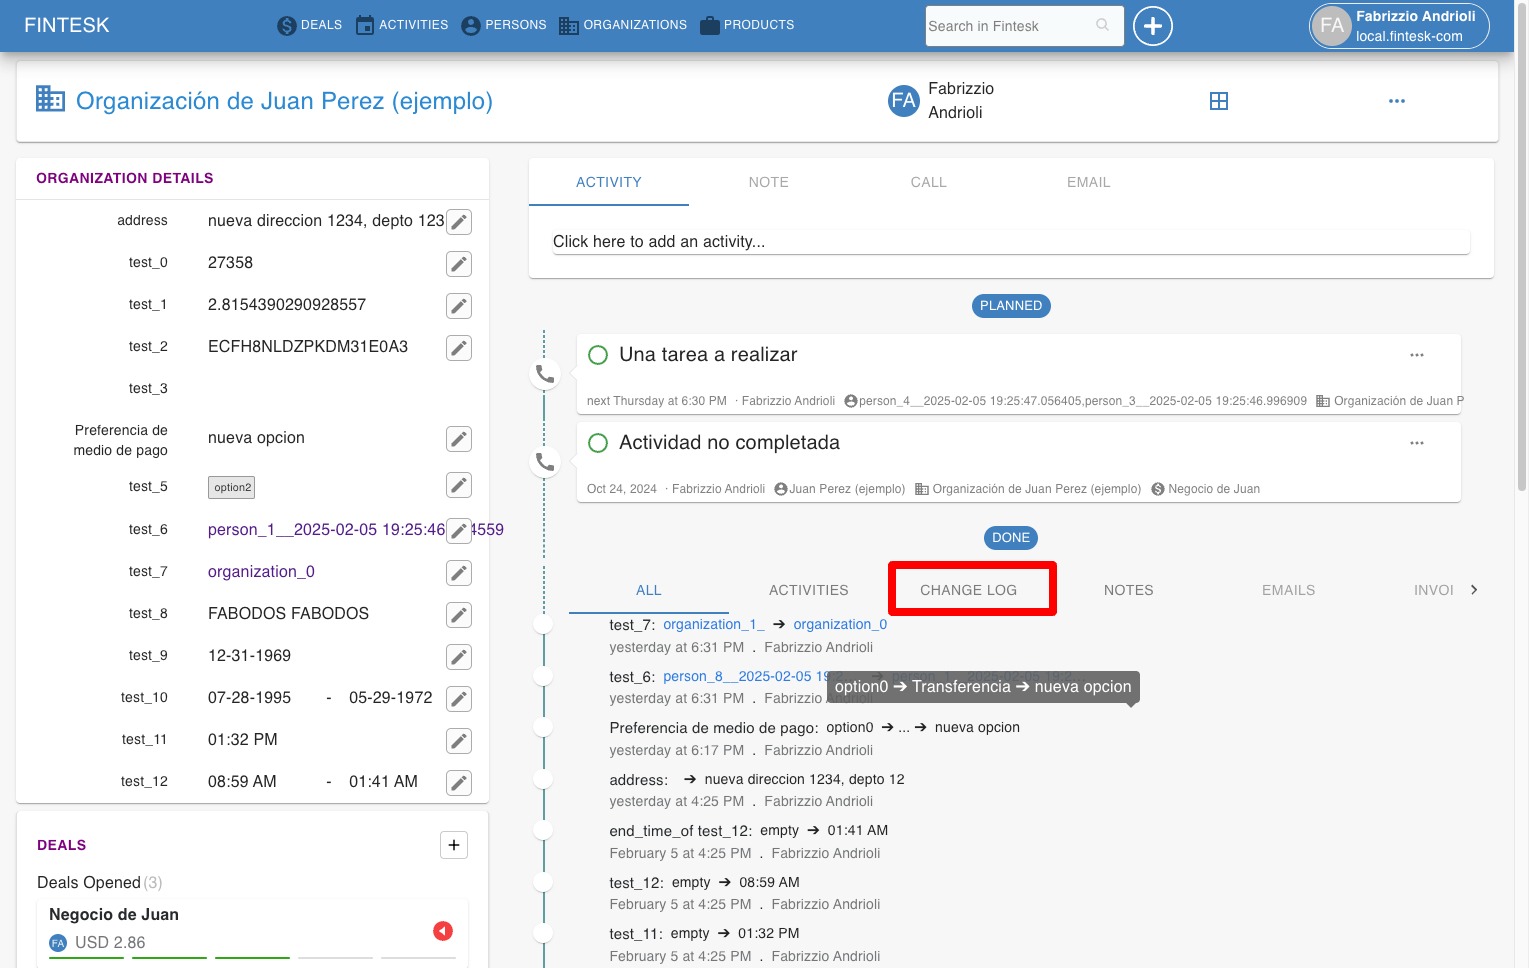 FINTESK
DEALS
ACTIVITIES
PERSONS
ORGANIZATIONS
PRODUCTS
Search in Fintesk
FA
Fabrizzio Andrioli
local.fintesk-com
Organización de Juan Perez (ejemplo)
FA
Fabrizzio
Andrioli
ORGANIZATION DETAILS
address nueva direccion 1234, depto 123
test_0 27358
test_1 2.8154390290928557
test_2 ECFH8NLDZPKDM31E0A3
test_3
Preferencia de
medio de pago
nueva opcion
test_5 option2
test_6 person_1__2025-02-05 19:25:46 4559
test_7 organization_0
test_8 FABODOS FABODOS
test_9 12-31-1969
test_10 07-28-1995 - 05-29-1972
test_11 01:32 PM
test_12 08:59 AM - 01:41 AM
DEALS
Deals Opened (3)
Negocio de Juan
FA USD 2.86
ACTIVITY NOTE CALL EMAIL
Click here to add an activity...
PLANNED
Una tarea a realizar
next Thursday at 6:30 PM · Fabrizzio Andrioli person_4__2025-02-05 19:25:47.056405,person_3__2025-02-05 19:25:46.996909 Organización de Juan P
Actividad no completada
Oct 24, 2024 · Fabrizzio Andrioli Juan Perez (ejemplo) Organización de Juan Perez (ejemplo) Negocio de Juan
DONE
ALL ACTIVITIES CHANGE LOG NOTES EMAILS INVOI
test_7: organization_1_ → organization_0
yesterday at 6:31 PM . Fabrizzio Andrioli
test_6: person_8__2025-02-05 19:2... → person_1__2025-02-05 19:2...
yesterday at 6:31 PM . Fabrizzio
option0 → Transferencia → nueva opcion
Preferencia de medio de pago: option0 → ... → nueva opcion
yesterday at 6:17 PM . Fabrizzio Andrioli
address: → nueva direccion 1234, depto 12
yesterday at 4:25 PM . Fabrizzio Andrioli
end_time_of test_12: empty → 01:41 AM
February 5 at 4:25 PM . Fabrizzio Andrioli
test_12: empty → 08:59 AM
February 5 at 4:25 PM . Fabrizzio Andrioli
test_11: empty → 01:32 PM
February 5 at 4:25 PM . Fabrizzio Andrioli